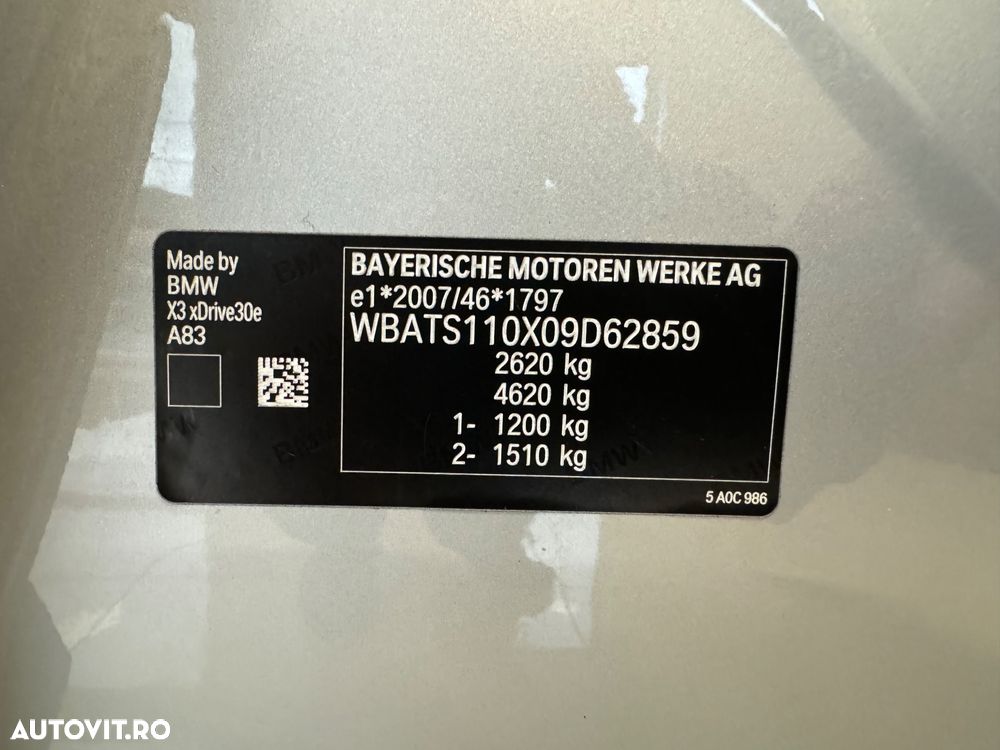 Made by
BMW
X3 xDrive30e
A83
BAYERISCHE MOTOREN WERKE AG
e1*2007/46*1797
WBATS110X09D62859
2620 kg
4620 kg
1- 1200 kg
2- 1510 kg
5 A0C 986
AUTOVIT.RO